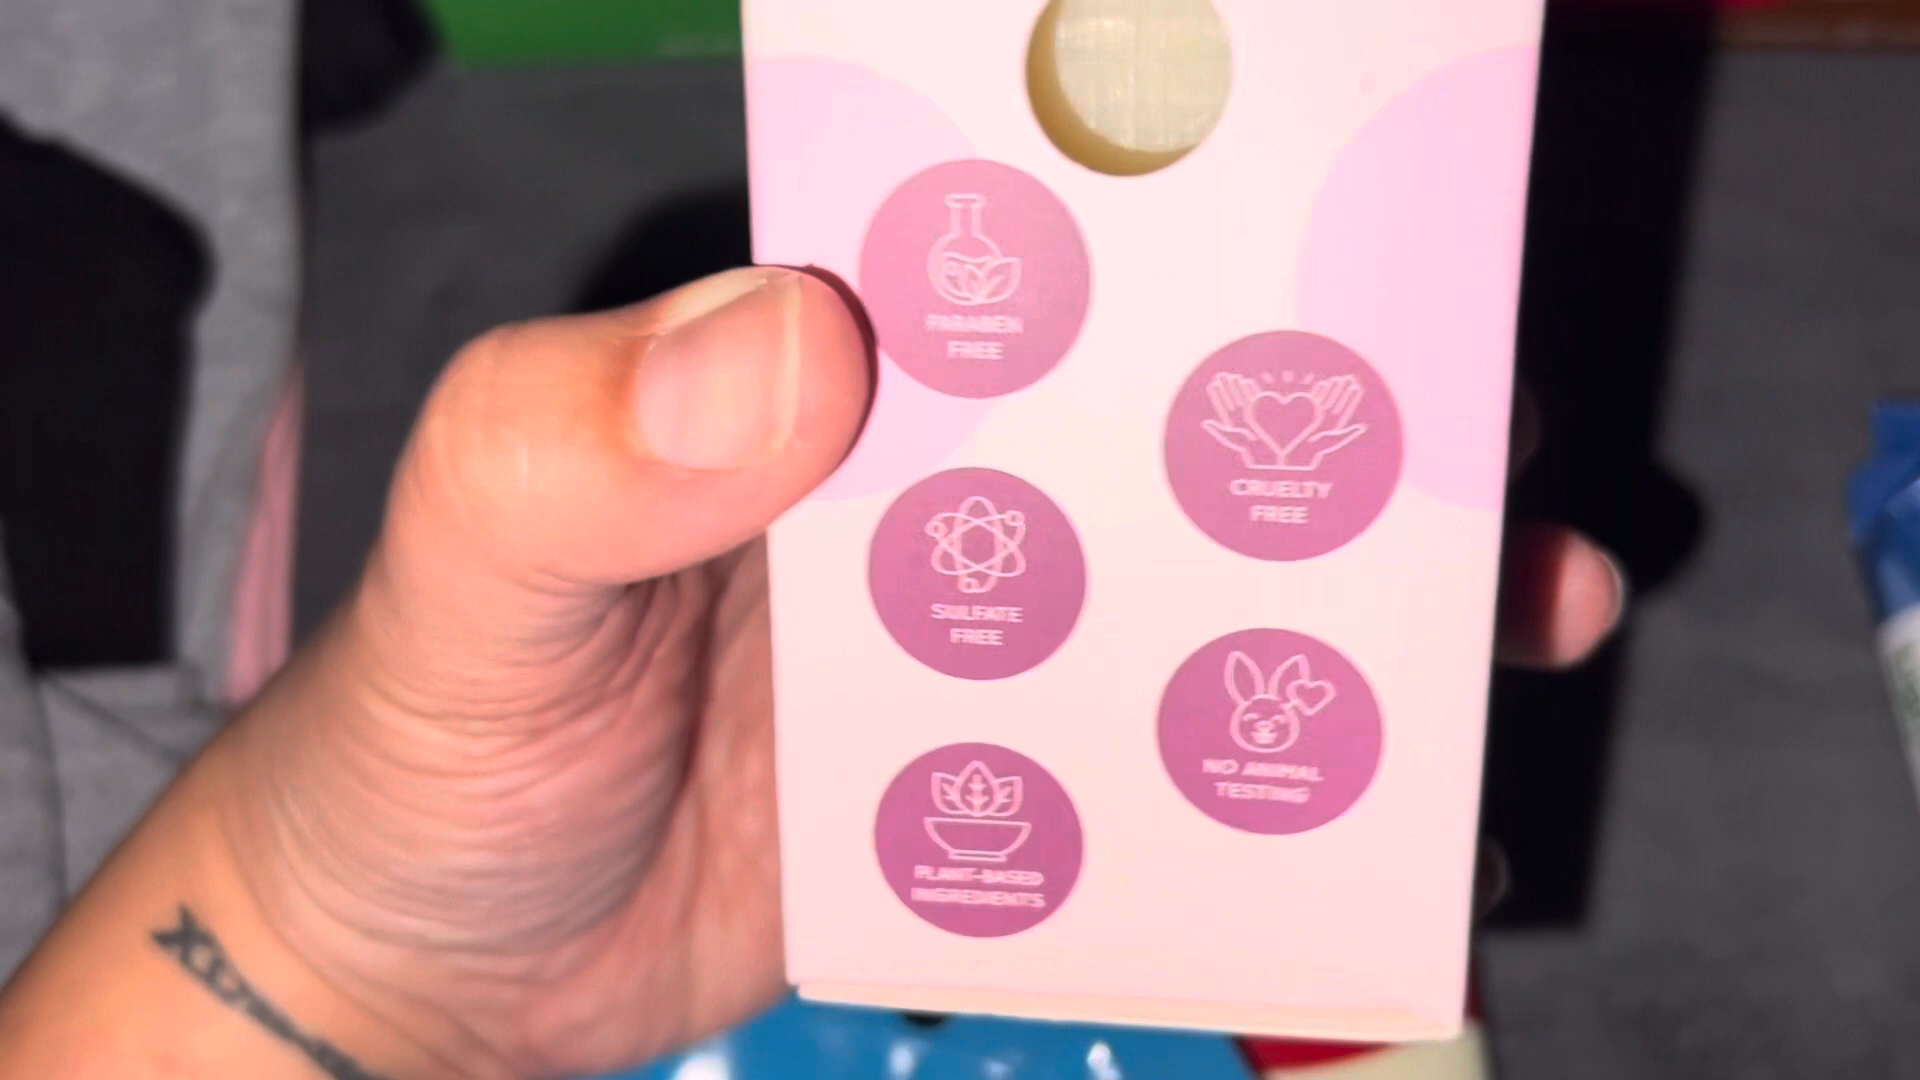 PARABEN
FREE
CRUELTY
FREE
SULFATE
FREE
NO ANIMAL
TESTING
PLANT-BASED
INGREDIENTS